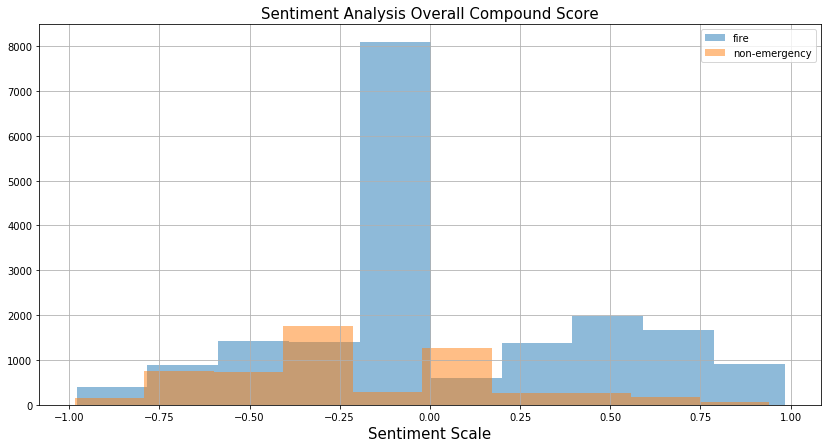 Sentiment Analysis Overall Compound Score
fire
non-emergency
8000
7000
6000
5000
4000
3000
2000
1000
0
−1.00 −0.75 −0.50 −0.25 0.00 0.25 0.50 0.75 1.00
Sentiment Scale